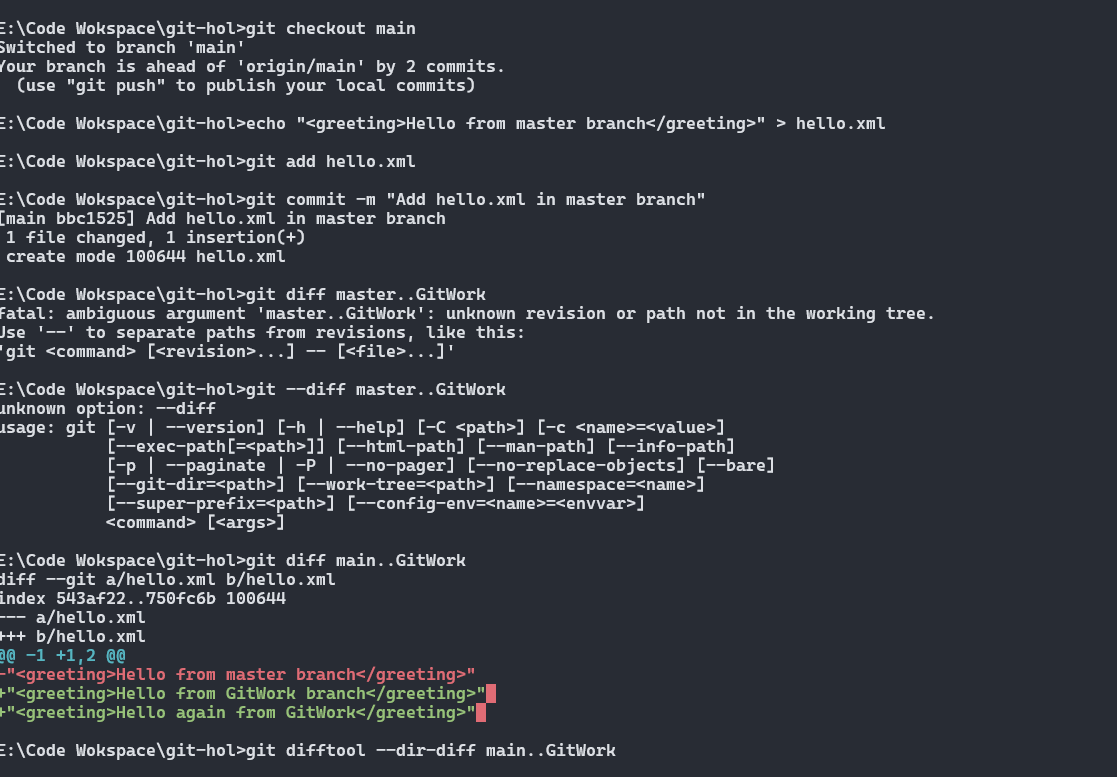 E:\Code Wokspace\git-hol>git checkout main
Switched to branch 'main'
Your branch is ahead of 'origin/main' by 2 commits.
  (use "git push" to publish your local commits)

E:\Code Wokspace\git-hol>echo "<greeting>Hello from master branch</greeting>" > hello.xml

E:\Code Wokspace\git-hol>git add hello.xml

E:\Code Wokspace\git-hol>git commit -m "Add hello.xml in master branch"
[main bbc1525] Add hello.xml in master branch
 1 file changed, 1 insertion(+)
 create mode 100644 hello.xml

E:\Code Wokspace\git-hol>git diff master..GitWork
fatal: ambiguous argument 'master..GitWork': unknown revision or path not in the working tree.
Use '--' to separate paths from revisions, like this:
'git <command> [<revision>...] -- [<file>...]'

E:\Code Wokspace\git-hol>git --diff master..GitWork
unknown option: --diff
usage: git [-v | --version] [-h | --help] [-C <path>] [-c <name>=<value>]
           [--exec-path[=<path>]] [--html-path] [--man-path] [--info-path]
           [-p | --paginate | -P | --no-pager] [--no-replace-objects] [--bare]
           [--git-dir=<path>] [--work-tree=<path>] [--namespace=<name>]
           [--super-prefix=<path>] [--config-env=<name>=<envvar>]
           <command> [<args>]

E:\Code Wokspace\git-hol>git diff main..GitWork
diff --git a/hello.xml b/hello.xml
index 543af22..750fc6b 100644
--- a/hello.xml
+++ b/hello.xml
@@ -1 +1,2 @@
-"<greeting>Hello from master branch</greeting>"
+"<greeting>Hello from GitWork branch</greeting>"
+"<greeting>Hello again from GitWork</greeting>"

E:\Code Wokspace\git-hol>git difftool --dir-diff main..GitWork